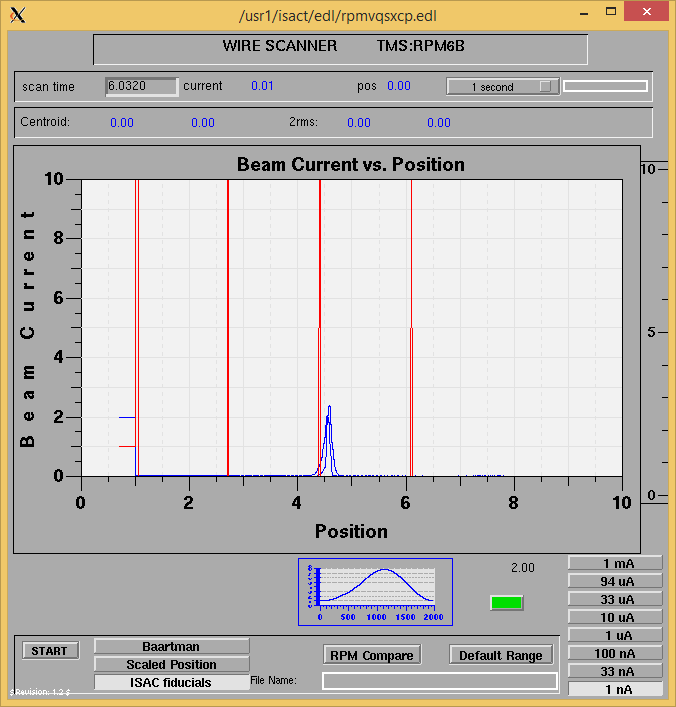 /usr1/isact/edl/rpmvqsxcp.edl
WIRE SCANNER TMS:RPM6B
scan time 6.0320 current 0.01 pos 0.00 1 second
Centroid: 0.00 0.00 2rms: 0.00 0.00
Beam Current vs. Position
10
8
6
4
2
0
Beam Current
0 2 4 6 8 10
Position
10
5
0
8
0 500 1000 1500 2000
2.00
1 mA
94 uA
33 uA
10 uA
1 uA
100 nA
33 nA
1 nA
START
Baartman
Scaled Position
ISAC fiducials
RPM Compare
Default Range
File Name:
$Revision: 1.2 $